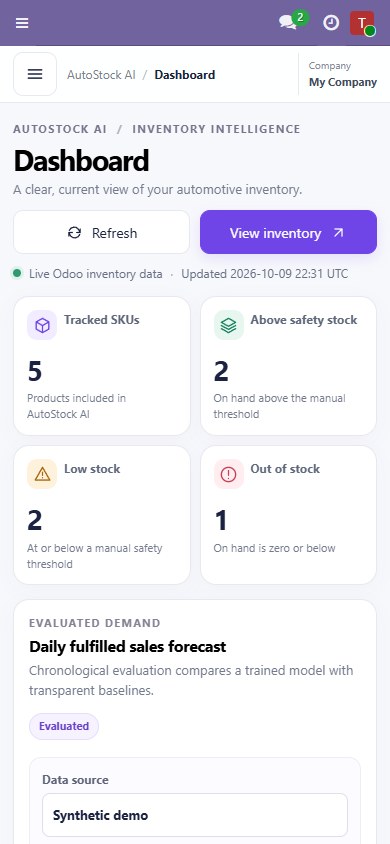 2
T
AutoStock AI / Dashboard
Company
My Company
AUTOSTOCK AI / INVENTORY INTELLIGENCE
Dashboard
A clear, current view of your automotive inventory.
Refresh
View inventory
Live Odoo inventory data · Updated 2026-10-09 22:31 UTC
Tracked SKUs
5
Products included in
AutoStock AI
Above safety stock
2
On hand above the manual
threshold
Low stock
2
At or below a manual safety
threshold
Out of stock
1
On hand is zero or below
EVALUATED DEMAND
Daily fulfilled sales forecast
Chronological evaluation compares a trained model with
transparent baselines.
Evaluated
Data source
Synthetic demo